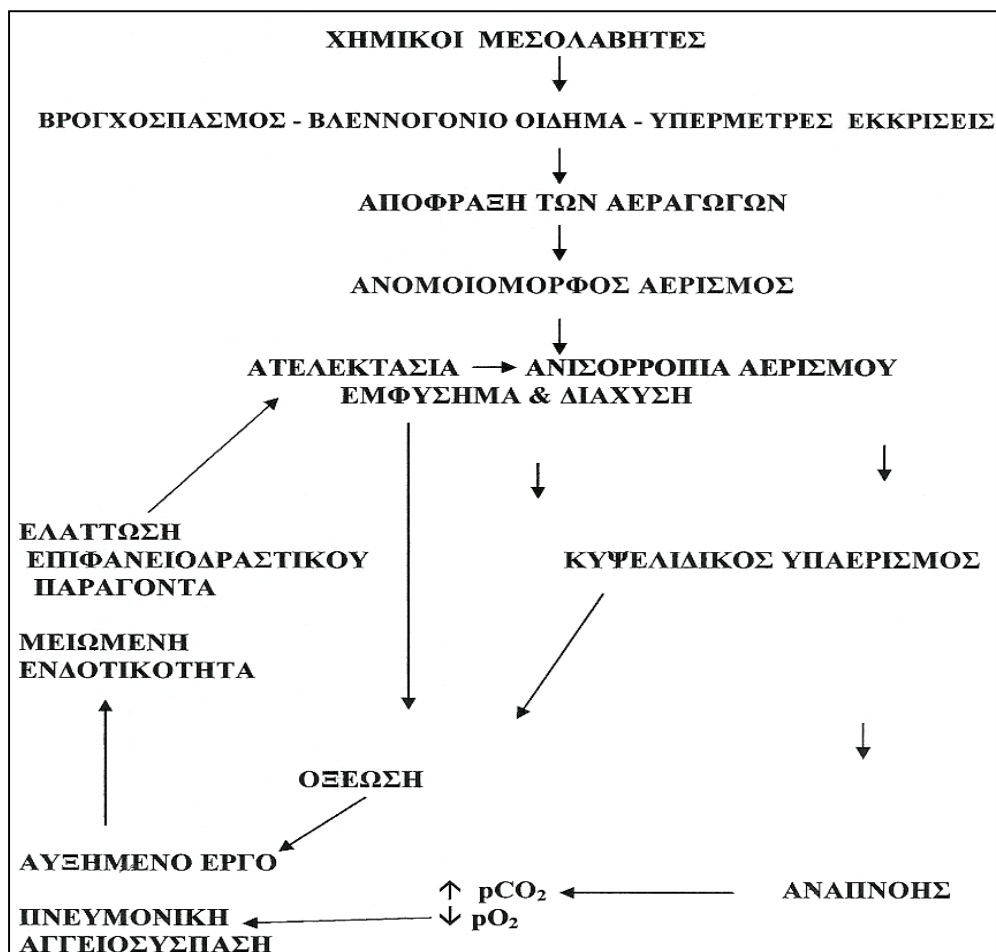 ΧΗΜΙΚΟΙ ΜΕΣΟΛΑΒΗΤΕΣ
ΒΡΟΓΧΟΣΠΑΣΜΟΣ - ΒΛΕΝΝΟΓΟΝΙΟ ΟΙΔΗΜΑ - ΥΠΕΡΜΕΤΡΕΣ ΕΚΚΡΙΣΕΙΣ
ΑΠΟΦΡΑΞΗ ΤΩΝ ΑΕΡΑΓΩΓΩΝ
ΑΝΟΜΟΙΟΜΟΡΦΟΣ ΑΕΡΙΣΜΟΣ
ΑΤΕΛΕΚΤΑΣΙΑ → ΑΝΙΣΟΡΡΟΠΙΑ ΑΕΡΙΣΜΟΥ
ΕΜΦΥΣΗΜΑ & ΔΙΑΧΥΣΗ
ΕΛΑΤΤΩΣΗ
ΕΠΙΦΑΝΕΙΟΔΡΑΣΤΙΚΟΥ
ΠΑΡΑΓΟΝΤΑ
ΚΥΨΕΛΙΔΙΚΟΣ ΥΠΑΕΡΙΣΜΟΣ
ΜΕΙΩΜΕΝΗ
ΕΝΔΟΤΙΚΟΤΗΤΑ
ΟΞΕΩΣΗ
ΑΥΞΗΜΕΝΟ ΕΡΓΟ
↑ pCO₂ ← ΑΝΑΠΝΟΗΣ
ΠΝΕΥΜΟΝΙΚΗ ← ↓ pO₂
ΑΓΓΕΙΟΣΥΣΠΑΣΗ